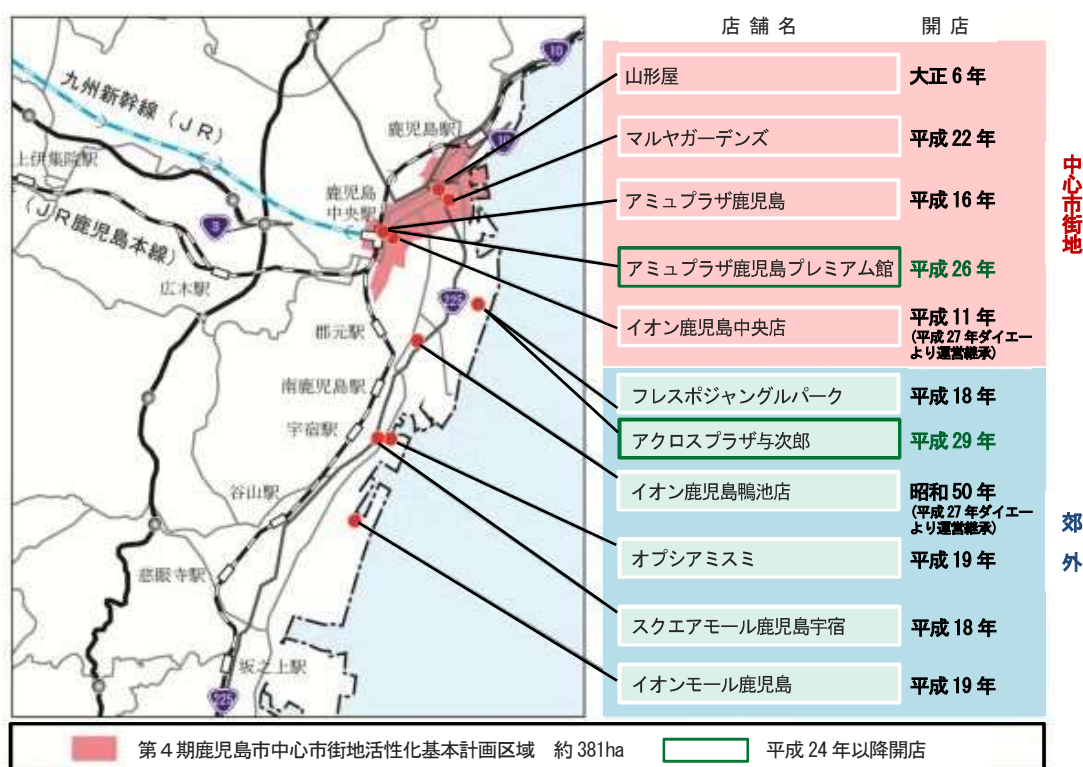 店舗名 開店
山形屋 大正6年
マルヤガーデンズ 平成22年
アミュプラザ鹿児島 平成16年
アミュプラザ鹿児島プレミアム館 平成26年
イオン鹿児島中央店 平成11年
(平成27年ダイエー
より運営継承)
中心市街地
フレスポジャングルパーク 平成18年
アクロスプラザ与次郎 平成29年
イオン鹿児島鴨池店 昭和50年
(平成27年ダイエー
より運営継承)
オプシアミスミ 平成19年
スクエアモール鹿児島宇宿 平成18年
イオンモール鹿児島 平成19年
郊外
10
九州新幹線(JR)
鹿児島駅
10
上伊集院駅
鹿児島
中央駅
3
(JR鹿児島本線)
広木駅
225
郡元駅
南鹿児島駅
宇宿駅
谷山駅
慈眼寺駅
坂之上駅
225
第4期鹿児島市中心市街地活性化基本計画区域 約381ha
平成24年以降開店